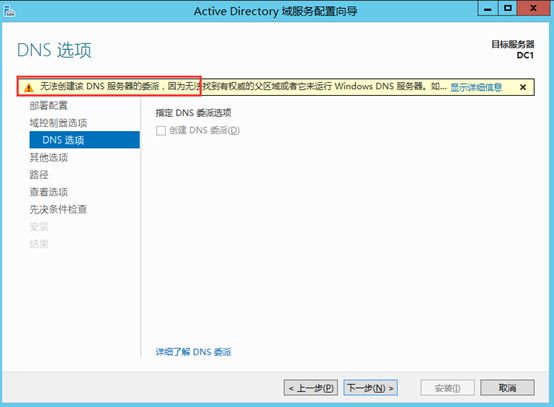 Active Directory 域服务配置向导
DNS 选项
目标服务器
DC1
无法创建该 DNS 服务器的委派，因为无法找到有权威的父区域或者它未运行 Windows DNS 服务器。如... 显示详细信息
部署配置
域控制器选项
DNS 选项
其他选项
路径
查看选项
先决条件检查
安装
结果
指定 DNS 委派选项
创建 DNS 委派(D)
详细了解 DNS 委派
< 上一步(P)
下一步(N) >
安装(I)
取消